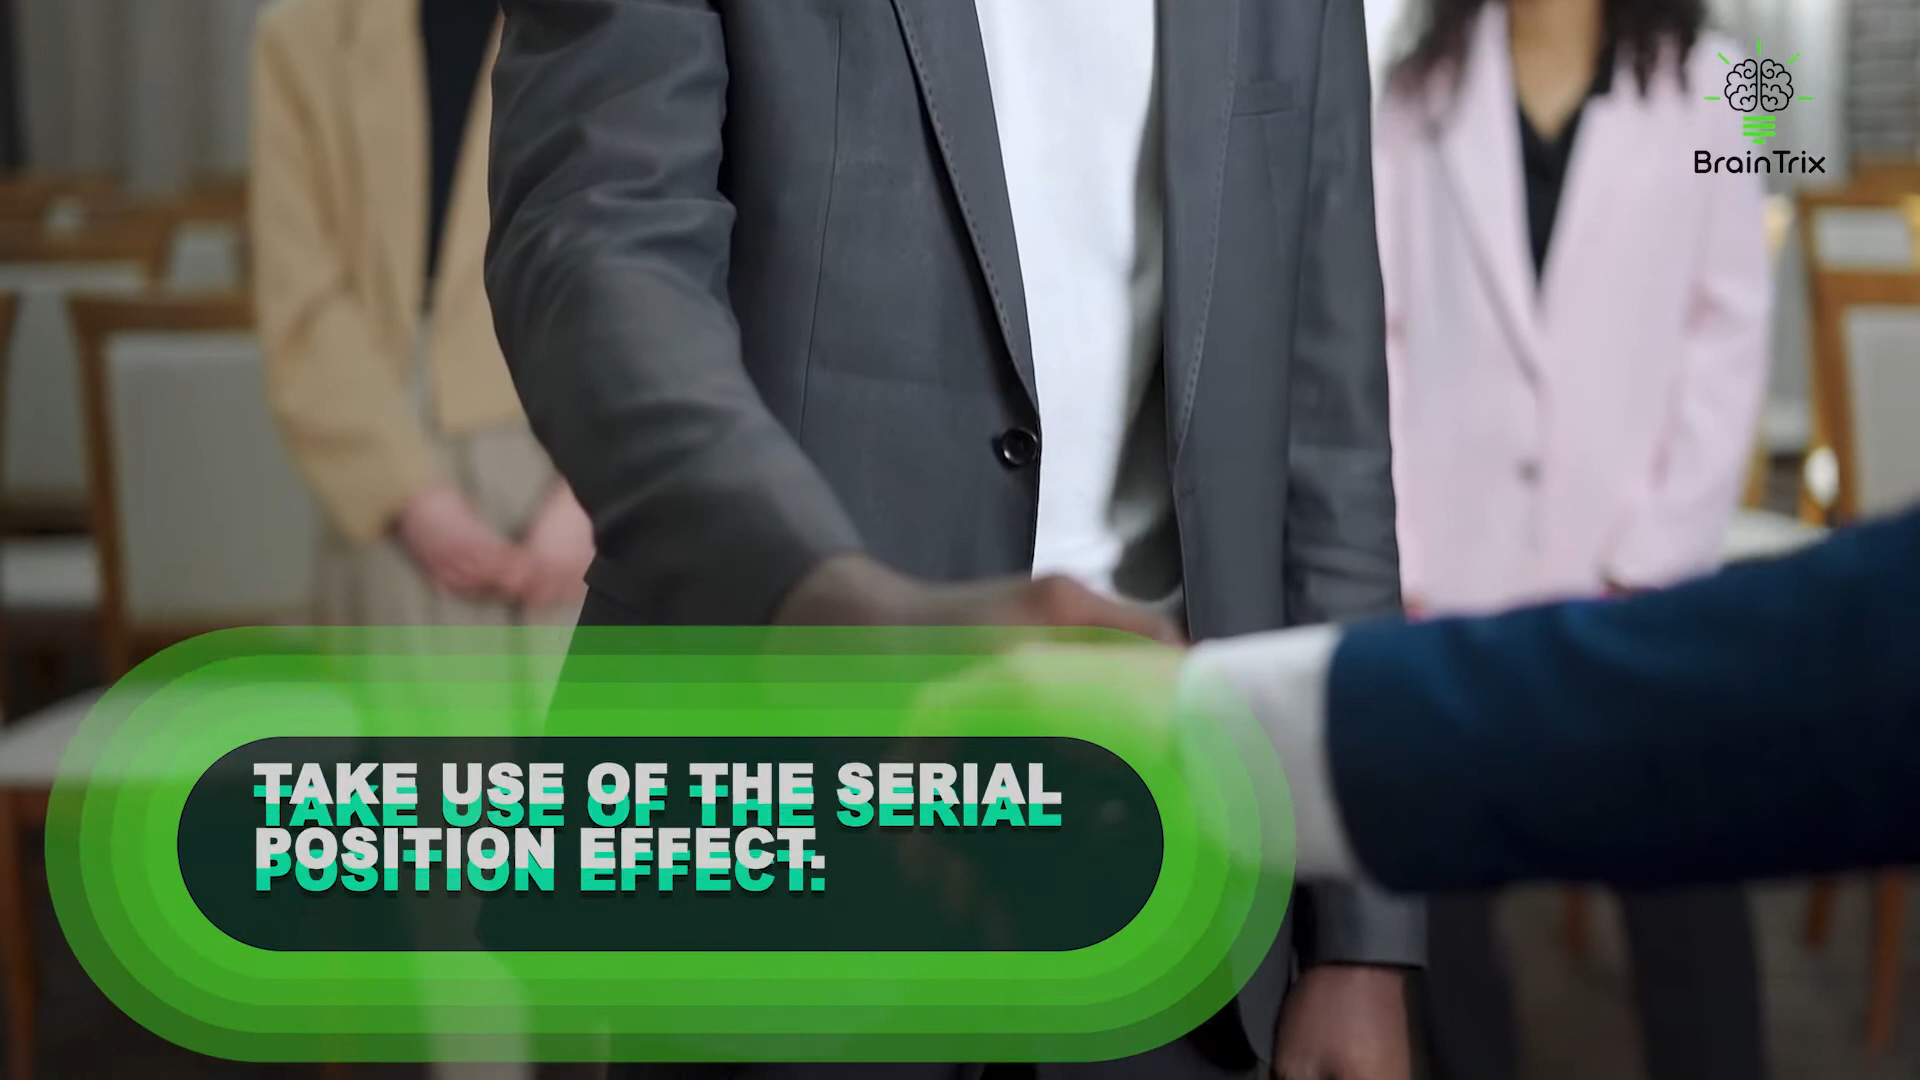 BrainTrix
TAKE USE OF THE SERIAL
POSITION EFFECT.